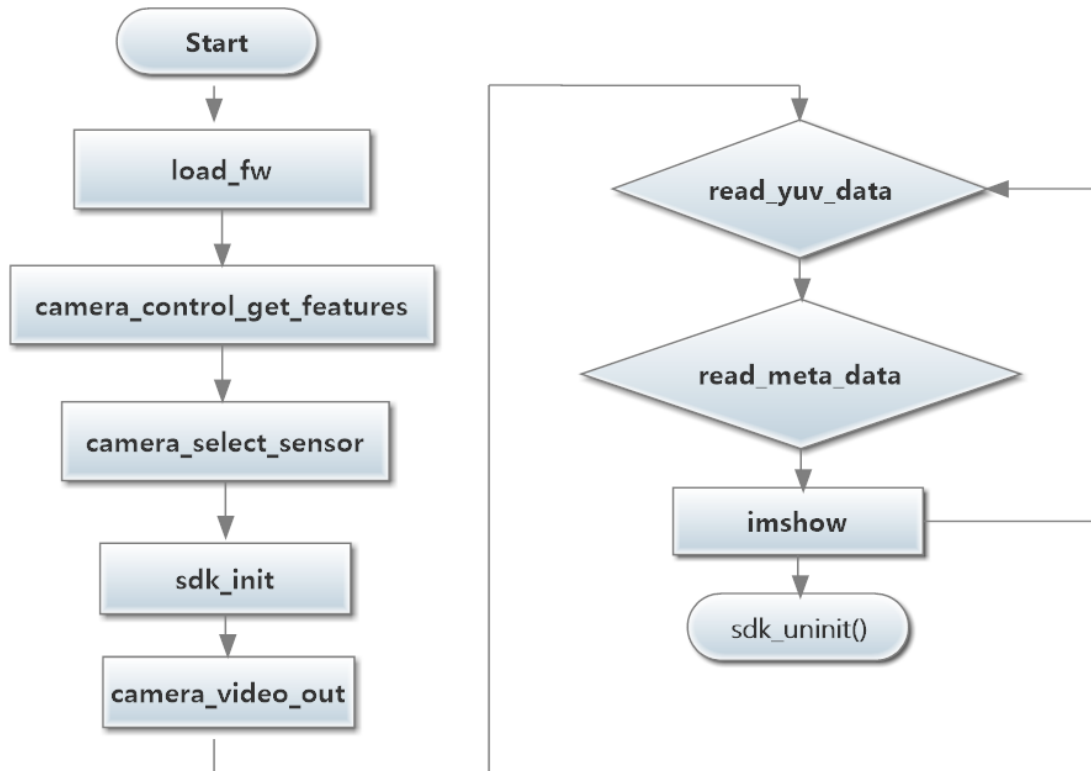 Start
load_fw
camera_control_get_features
camera_select_sensor
sdk_init
camera_video_out
read_yuv_data
read_meta_data
imshow
sdk_uninit()